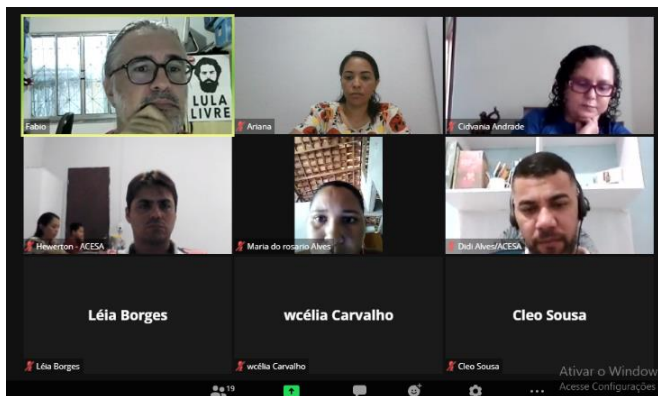 LULA
LIVRE
Fabio
Ariana
Cidvania Andrade
Hewerton - ACESA
Maria do rosario Alves
Didi Alves/ACESA
Léia Borges
wcélia Carvalho
Cleo Sousa
Léia Borges
wcélia Carvalho
Cleo Sousa
Ativar o Window
Acesse Configurações
19